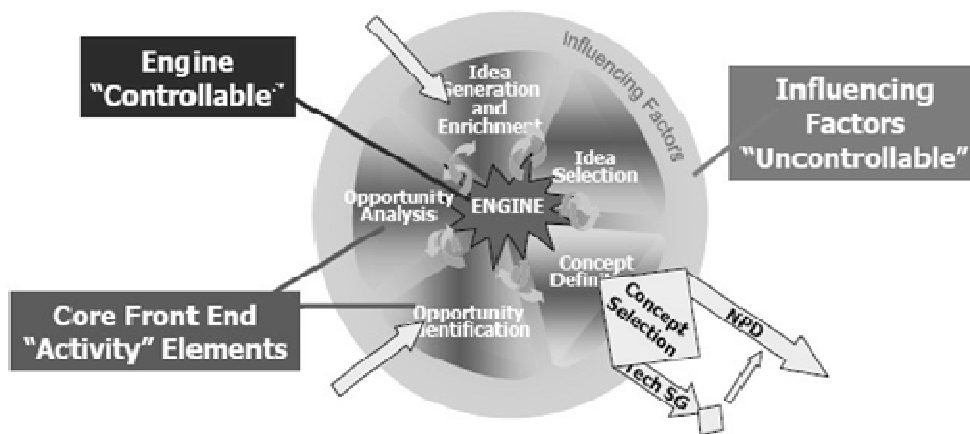 Engine
“Controllable”
Idea
Generation
and
Enrichment
Influencing Factors
Influencing
Factors
“Uncontrollable”
Idea
Selection
Opportunity
Analysis
ENGINE
Concept
Core Front End
“Activity” Elements
Opportunity
Concept
Selection
NPD
Tech SG